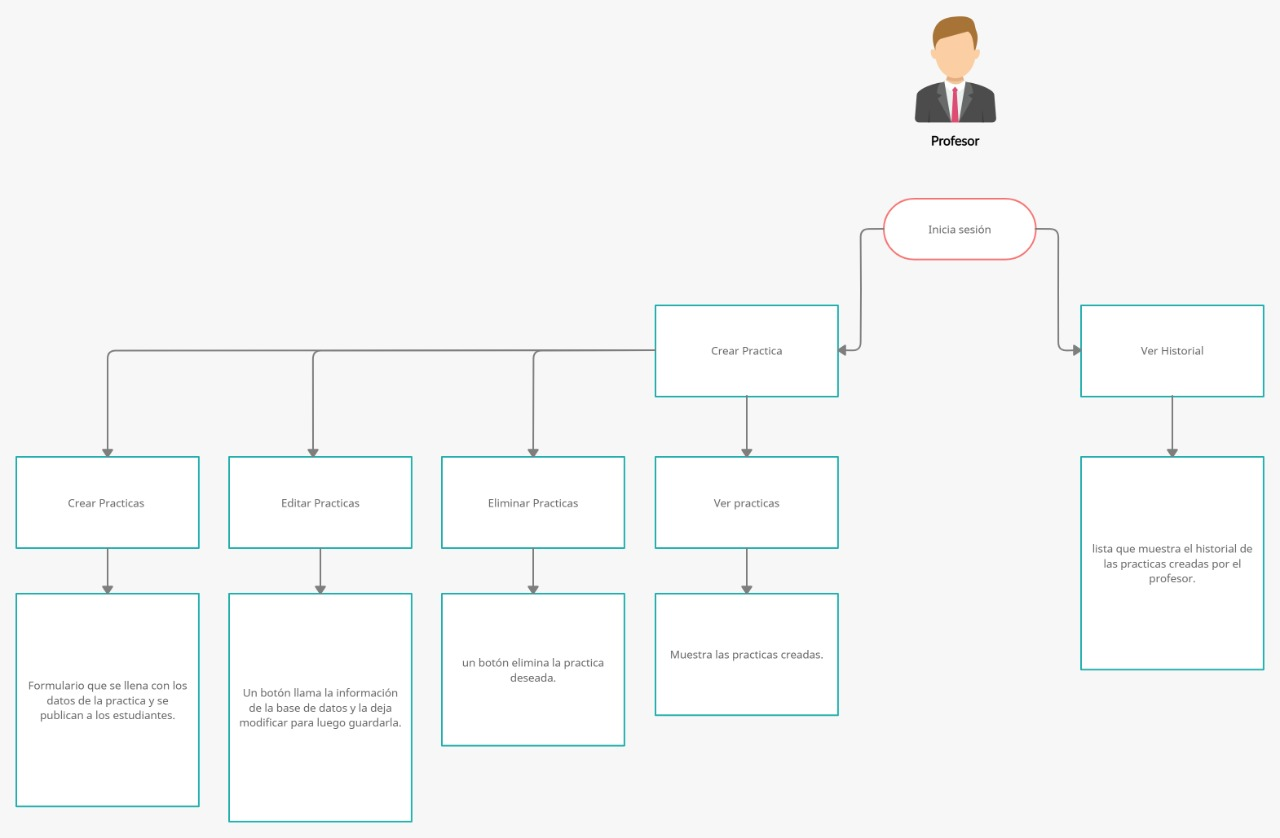 Profesor
Inicia sesión
Crear Practica
Ver Historial
Crear Practicas
Editar Practicas
Eliminar Practicas
Ver practicas
lista que muestra el historial de
las practicas creadas por el
profesor.
Formulario que se llena con los
datos de la practica y se
publican a los estudiantes.
Un botón llama la información
de la base de datos y la deja
modificar para luego guardarla.
un botón elimina la practica
deseada.
Muestra las practicas creadas.